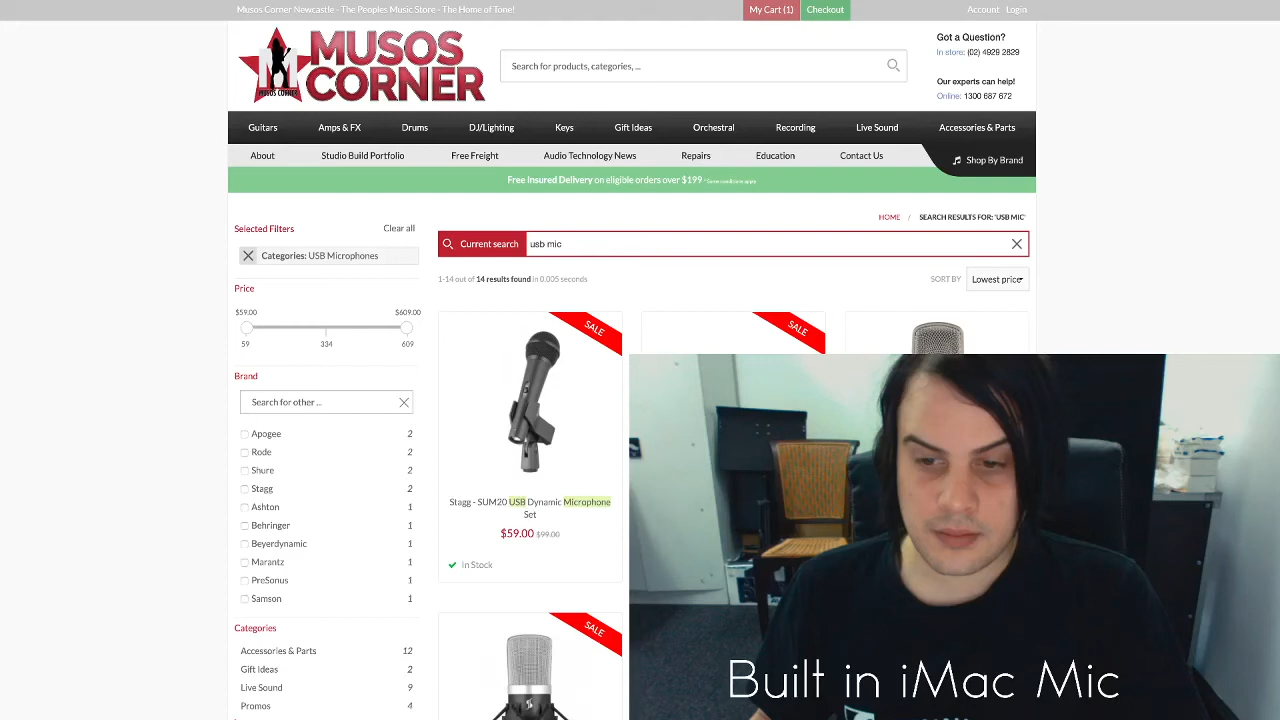 Musos Corner Newcastle - The Peoples Music Store - The Home of Tone!
My Cart (1)
Checkout
Account
Login
MUSOS
CORNER
MUSOS CORNER
Search for products, categories, ...
Got a Question?
In store: (02) 4929 2829
Our experts can help!
Online: 1300 687 672
Guitars
Amps & FX
Drums
DJ/Lighting
Keys
Gift Ideas
Orchestral
Recording
Live Sound
Accessories & Parts
About
Studio Build Portfolio
Free Freight
Audio Technology News
Repairs
Education
Contact Us
Shop By Brand
Free Insured Delivery on eligible orders over $199 * Some conditions apply
HOME / SEARCH RESULTS FOR: 'USB MIC'
Selected Filters
Clear all
Categories: USB Microphones
Current search
usb mic
1-14 out of 14 results found in 0,005 seconds
SORT BY
Lowest price
Price
$59.00 $609.00
59 334 609
Brand
Search for other ...
Apogee 2
Rode 2
Shure 2
Stagg 2
Ashton 1
Behringer 1
Beyerdynamic 1
Marantz 1
PreSonus 1
Samson 1
Categories
Accessories & Parts 12
Gift Ideas 2
Live Sound 9
Promos 4
SALE
SALE
Stagg - SUM20 USB Dynamic Microphone
Set
$59.00 $99.00
In Stock
SALE
Built in iMac Mic